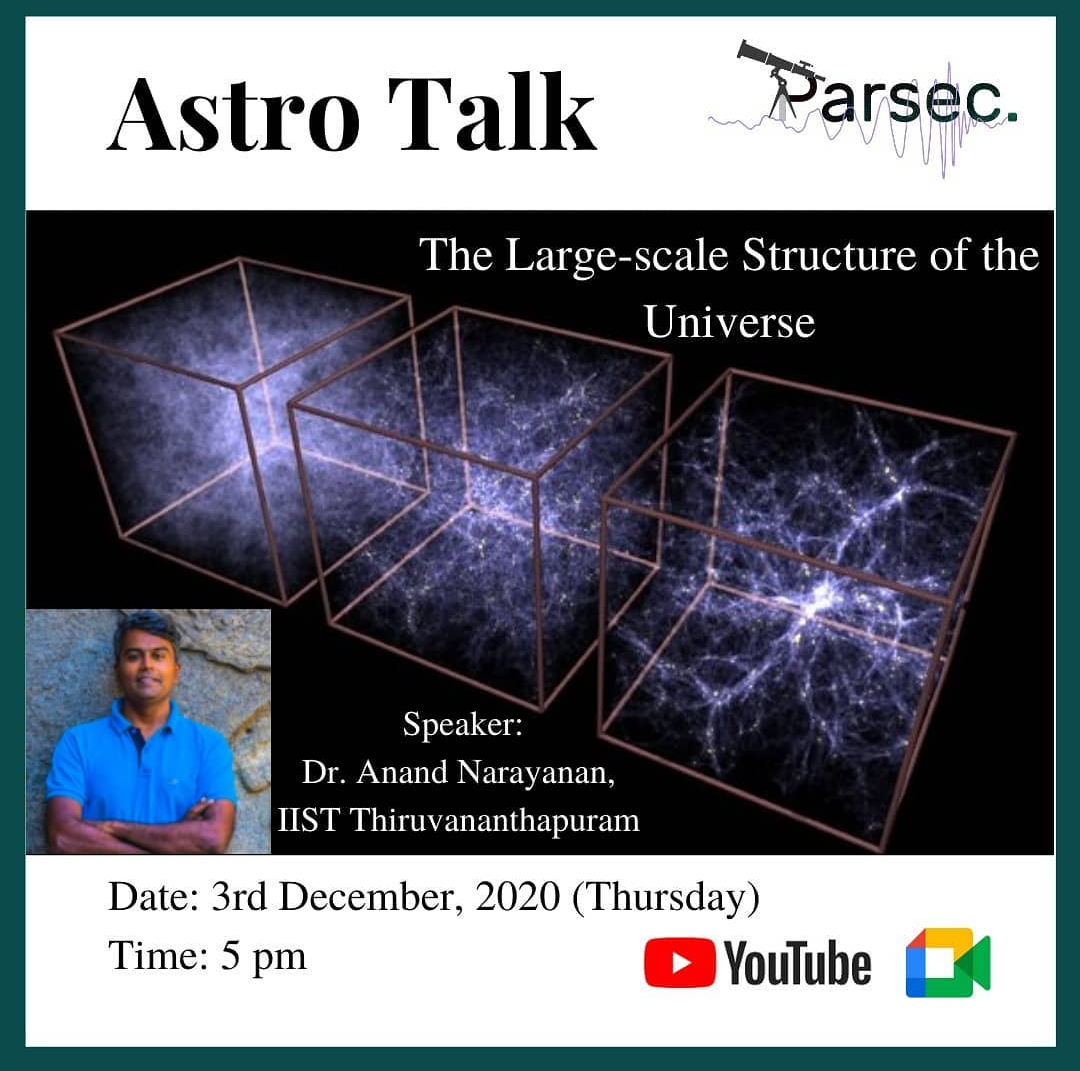 Astro Talk
Parsec.
The Large-scale Structure of the
Universe
Speaker:
Dr. Anand Narayanan,
IIST Thiruvananthapuram
Date: 3rd December, 2020 (Thursday)
Time: 5 pm
YouTube